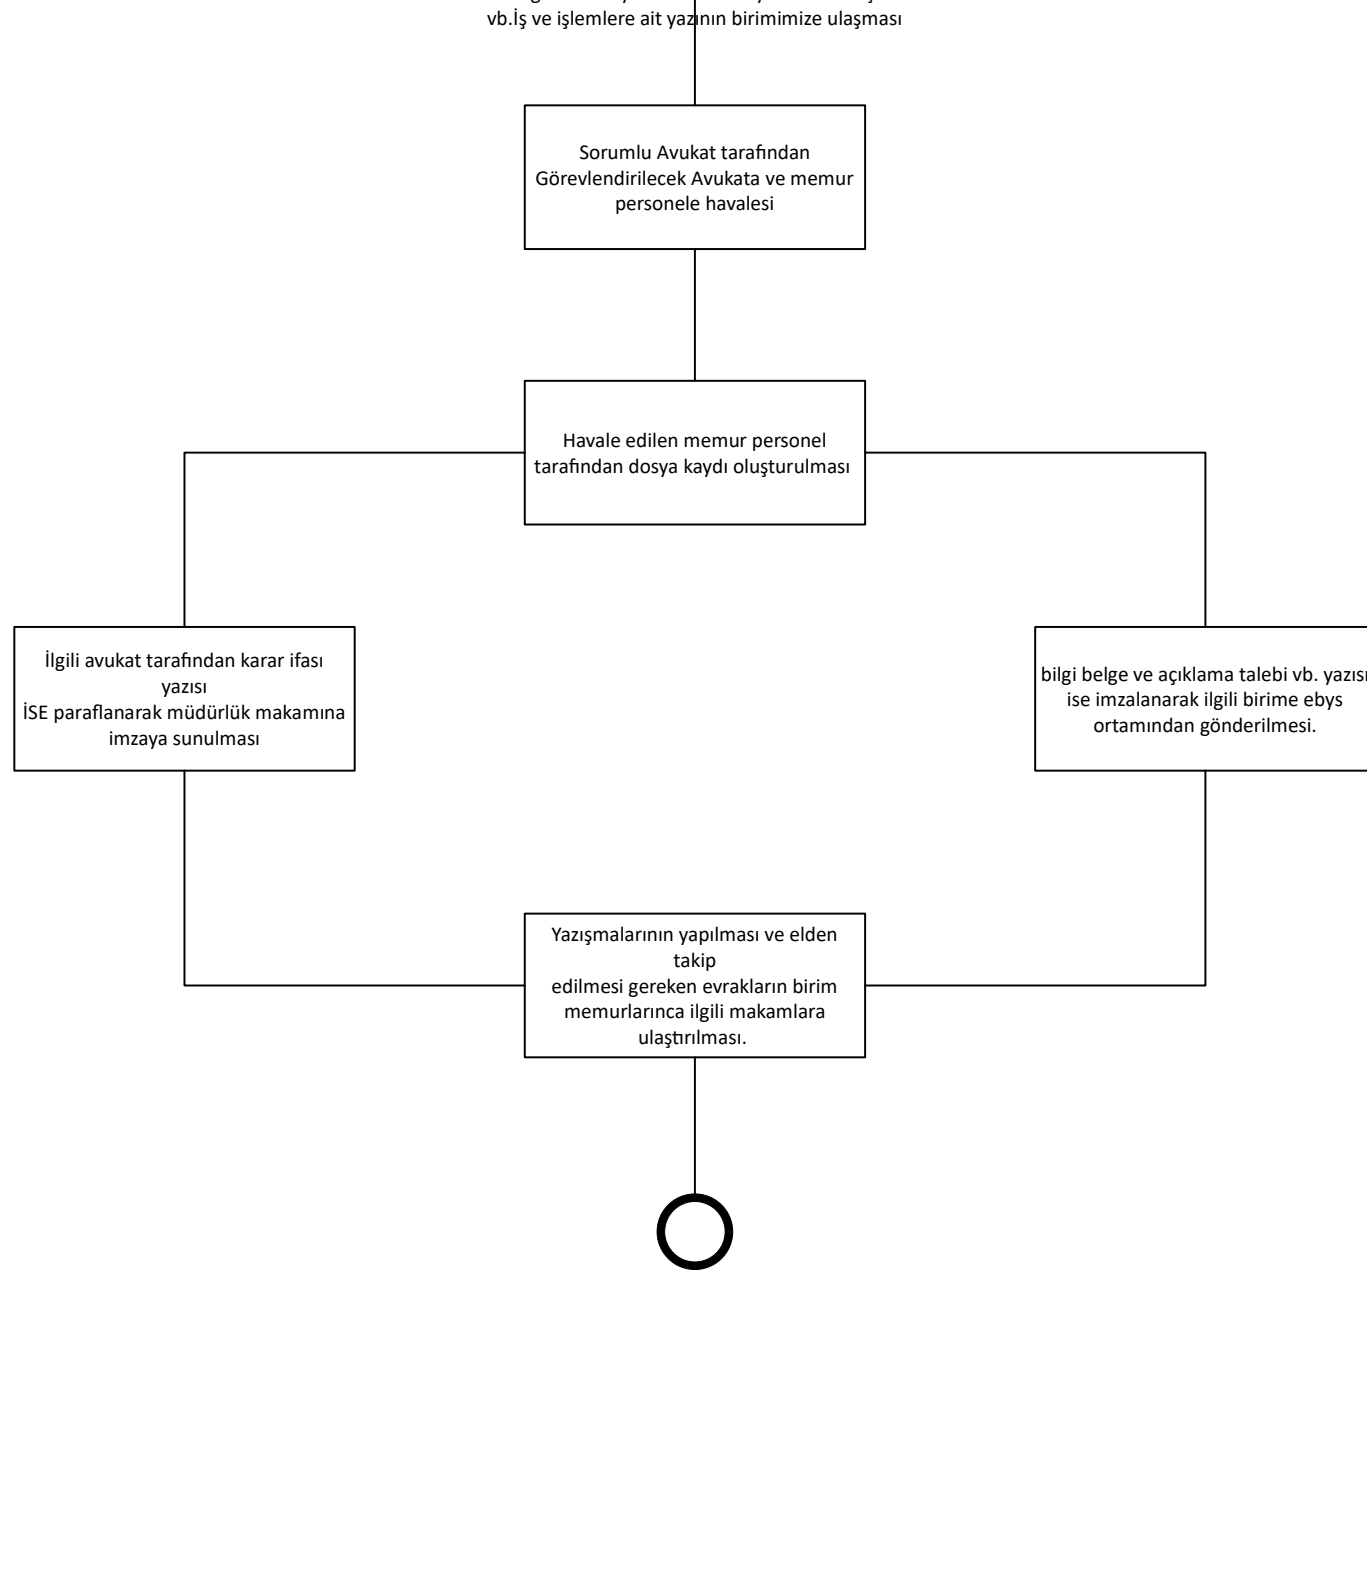 vb.İş ve işlemlere ait yazının birimimize ulaşması
Sorumlu Avukat tarafından
Görevlendirilecek Avukata ve memur
personele havalesi
Havale edilen memur personel
tarafından dosya kaydı oluşturulması
İlgili avukat tarafından karar ifası
yazısı
İSE paraflanarak müdürlük makamına
imzaya sunulması
bilgi belge ve açıklama talebi vb. yazısı
ise imzalanarak ilgili birime ebys
ortamından gönderilmesi.
Yazışmalarının yapılması ve elden
takip
edilmesi gereken evrakların birim
memurlarınca ilgili makamlara
ulaştırılması.